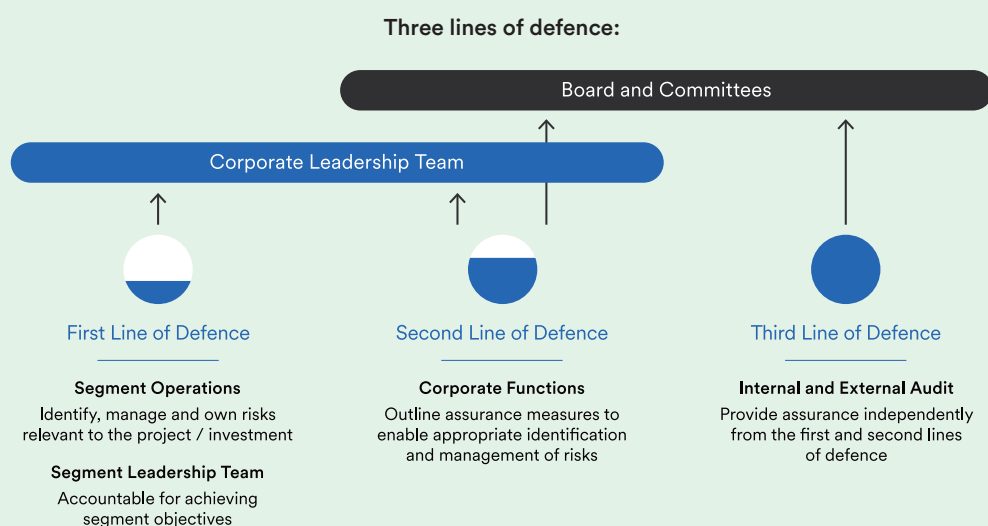 Three lines of defence:
Board and Committees
Corporate Leadership Team
First Line of Defence
Segment Operations
Identify, manage and own risks
relevant to the project / investment
Segment Leadership Team
Accountable for achieving
segment objectives
Second Line of Defence
Corporate Functions
Outline assurance measures to
enable appropriate identification
and management of risks
Third Line of Defence
Internal and External Audit
Provide assurance independently
from the first and second lines
of defence